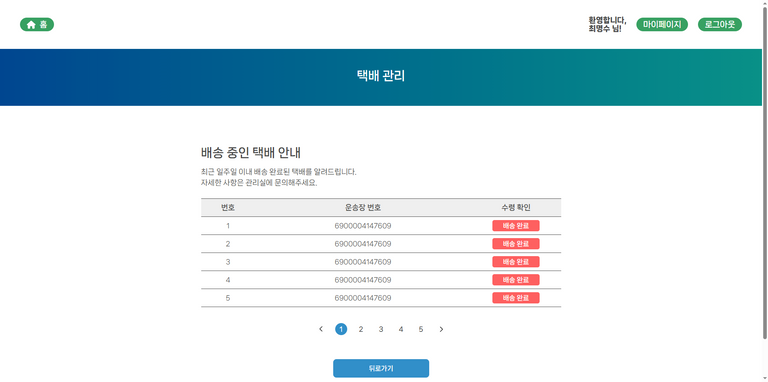 홈
환영합니다,
최명수 님!
마이페이지
로그아웃
택배 관리
배송 중인 택배 안내
최근 일주일 이내 배송 완료된 택배를 알려드립니다.
자세한 사항은 관리실에 문의해주세요.
번호 운송장 번호 수령 확인
1 6900004147609 배송 완료
2 6900004147609 배송 완료
3 6900004147609 배송 완료
4 6900004147609 배송 완료
5 6900004147609 배송 완료
1 2 3 4 5
뒤로가기